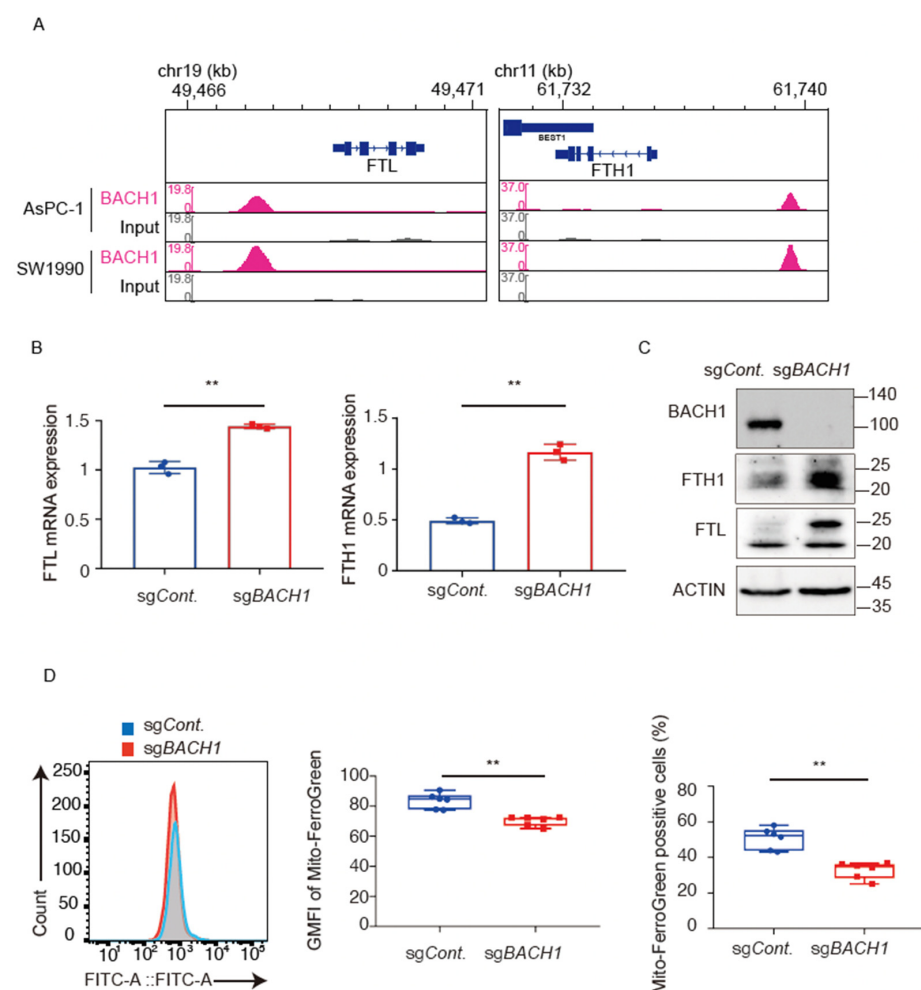 A
chr19 (kb)
49,466 49,471
chr11 (kb)
61,732 61,740
FTL
BEST1
FTH1
AsPC-1 BACH1 19.8 0 37.0 0
Input 19.8 0 37.0 0
SW1990 BACH1 19.8 0 37.0 0
Input 19.8 0 37.0 0
B
FTL mRNA expression
1.5
1
0.5
0
**
sgCont. sgBACH1
FTH1 mRNA expression
1.5
1
0.5
0
**
sgCont. sgBACH1
C
sgCont. sgBACH1
BACH1 140
100
FTH1 25
20
FTL 25
20
ACTIN 45
35
D
sgCont.
sgBACH1
Count
250
200
150
100
50
0
10¹ 10² 10³ 10⁴ 10⁵
FITC-A ::FITC-A
GMFI of Mito-FerroGreen
100
80
60
40
20
0
**
sgCont. sgBACH1
Mito-FerroGreen possitive cells (%)
80
60
40
20
0
**
sgCont. sgBACH1